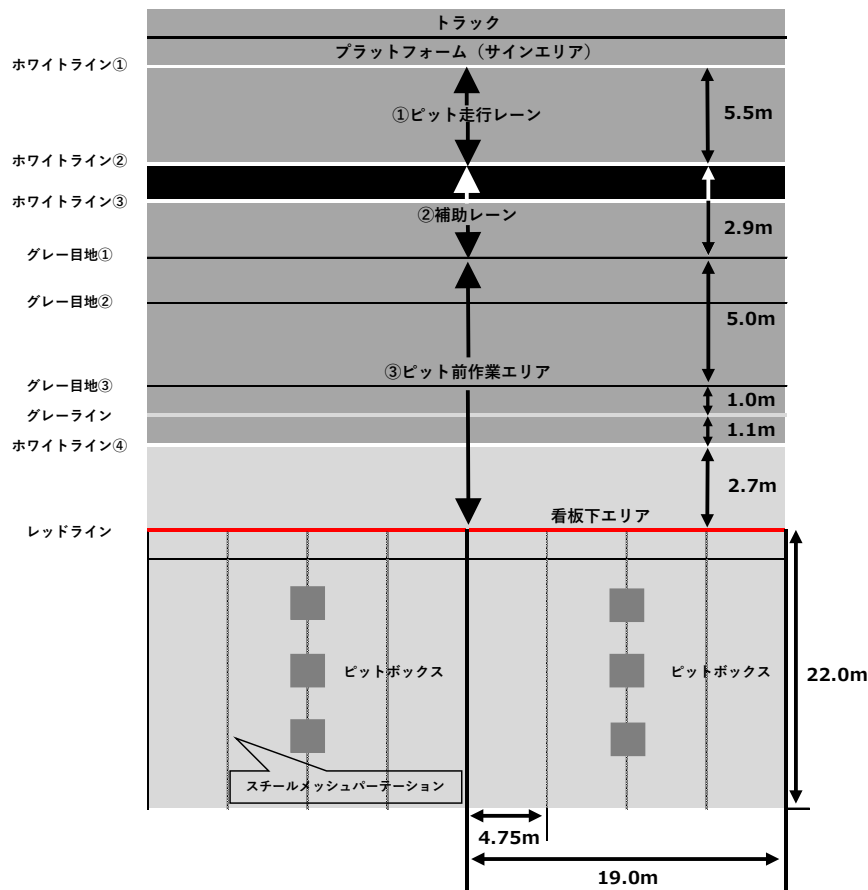 トラック
プラットフォーム（サインエリア）
ホワイトライン①
①ピット走行レーン
5.5m
ホワイトライン②
ホワイトライン③
②補助レーン
2.9m
グレー目地①
グレー目地②
5.0m
グレー目地③
③ピット前作業エリア
1.0m
グレーライン
1.1m
ホワイトライン④
2.7m
看板下エリア
レッドライン
ピットボックス
ピットボックス
22.0m
スチールメッシュパーテーション
4.75m
19.0m